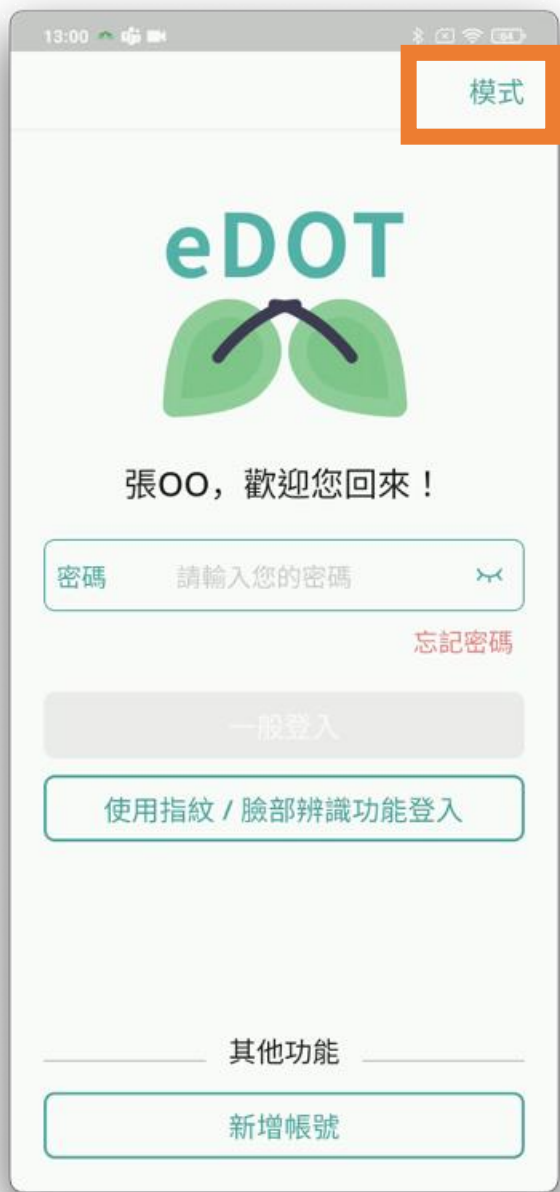 13:00
64
模式
eDOT
張OO，歡迎您回來！
密碼 請輸入您的密碼
忘記密碼
一般登入
使用指紋 / 臉部辨識功能登入
其他功能
新增帳號